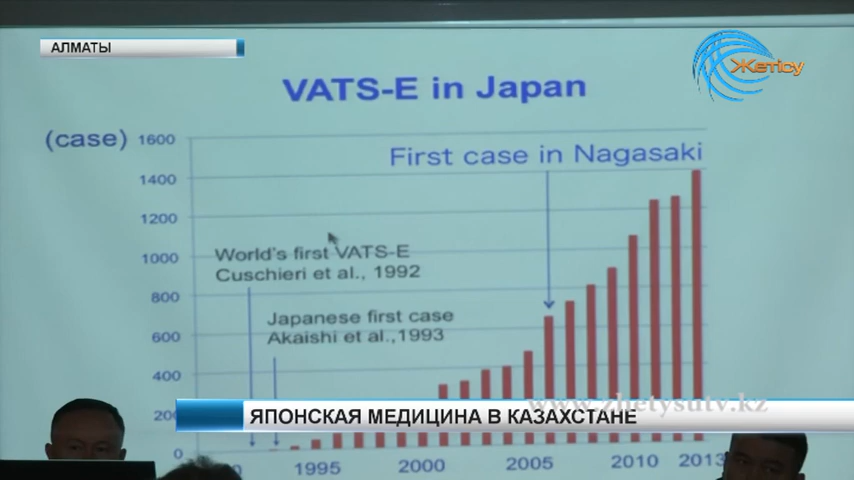 АЛМАТЫ
Жетісу
VATS-E in Japan
(case)
1600
1400
1200
1000
800
600
400
200
0
First case in Nagasaki
World's first VATS-E
Cuschieri et al., 1992
Japanese first case
Akaishi et al.,1993
www.zhetysutv.kz
ЯПОНСКАЯ МЕДИЦИНА В КАЗАХСТАНЕ
1995
2000
2005
2010
2013